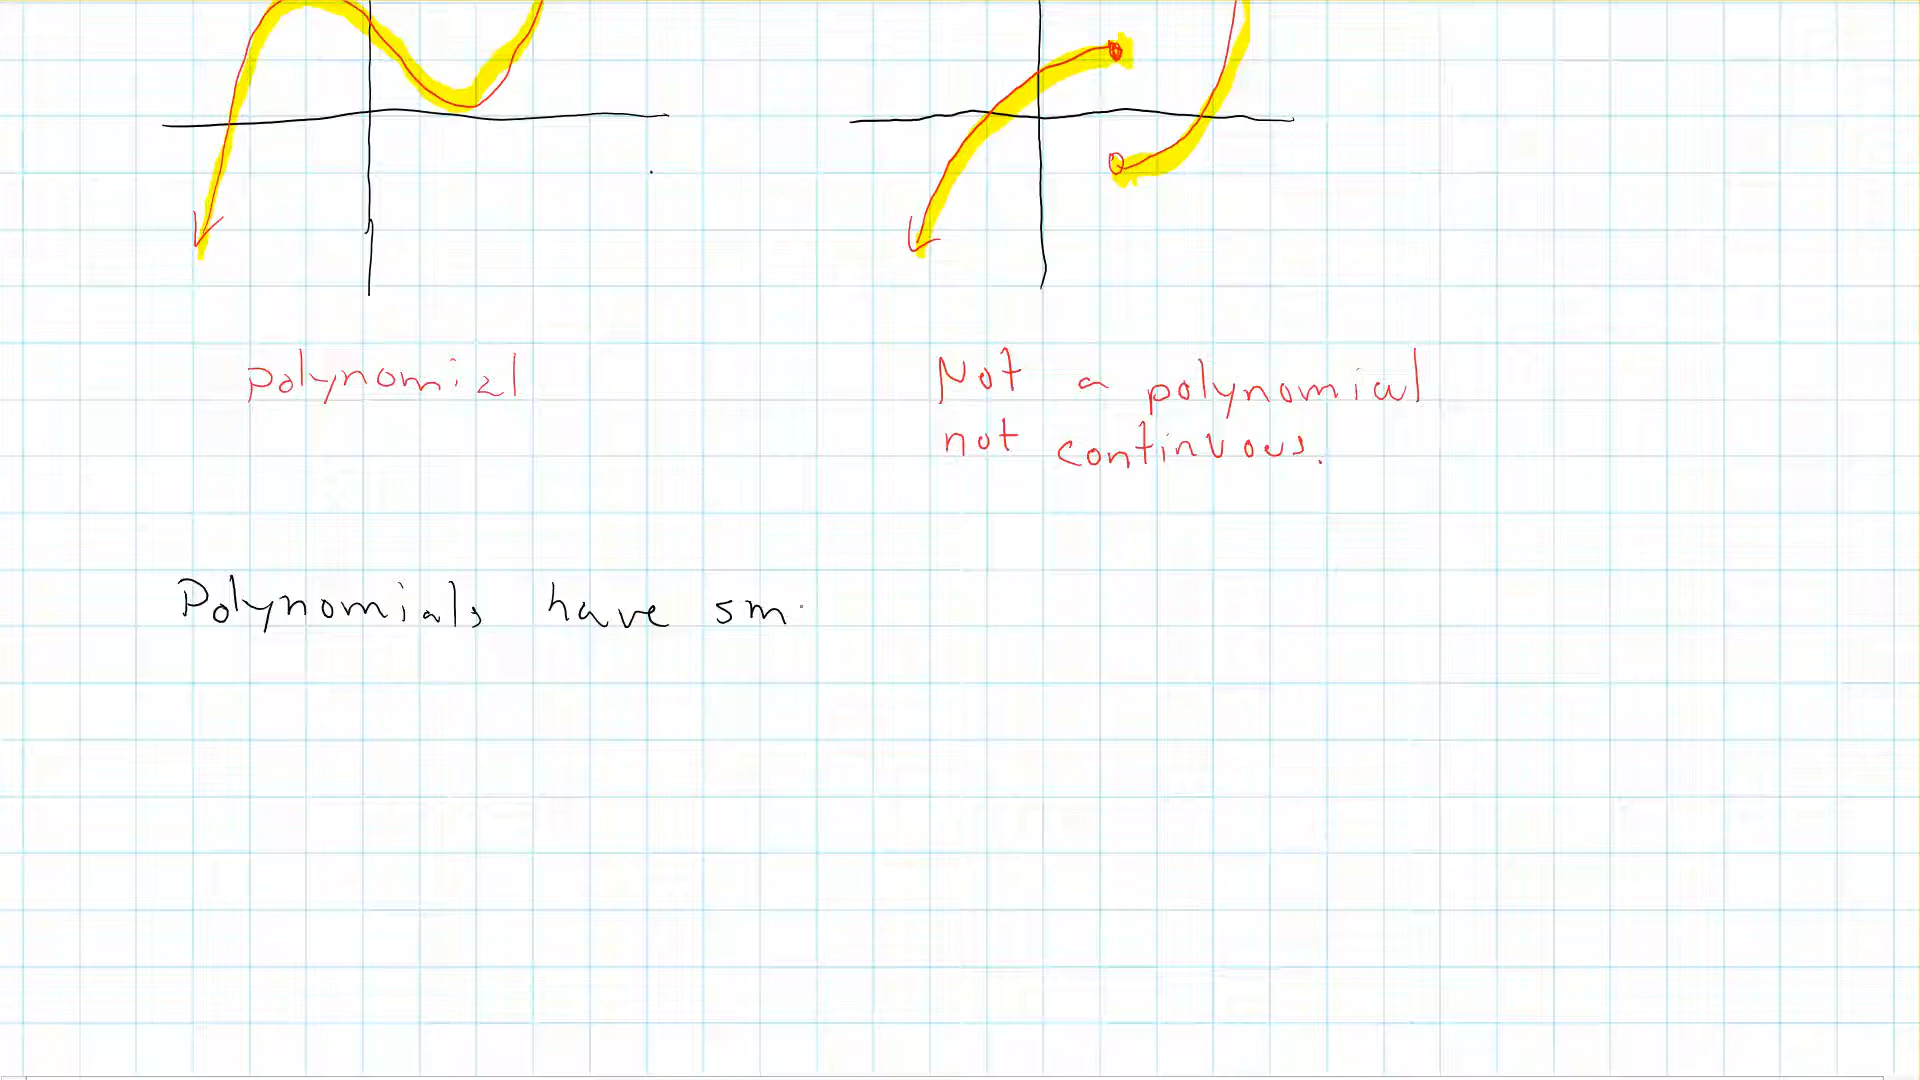 polynomial
Not a polynomial
not continuous.
Polynomials have sm